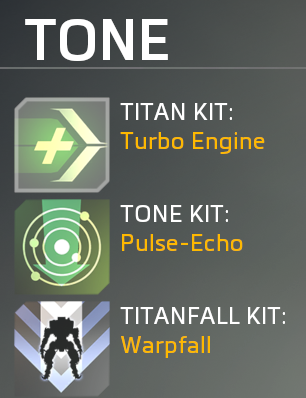 TONE
TITAN KIT:
Turbo Engine
TONE KIT:
Pulse-Echo
TITANFALL KIT:
Warpfall